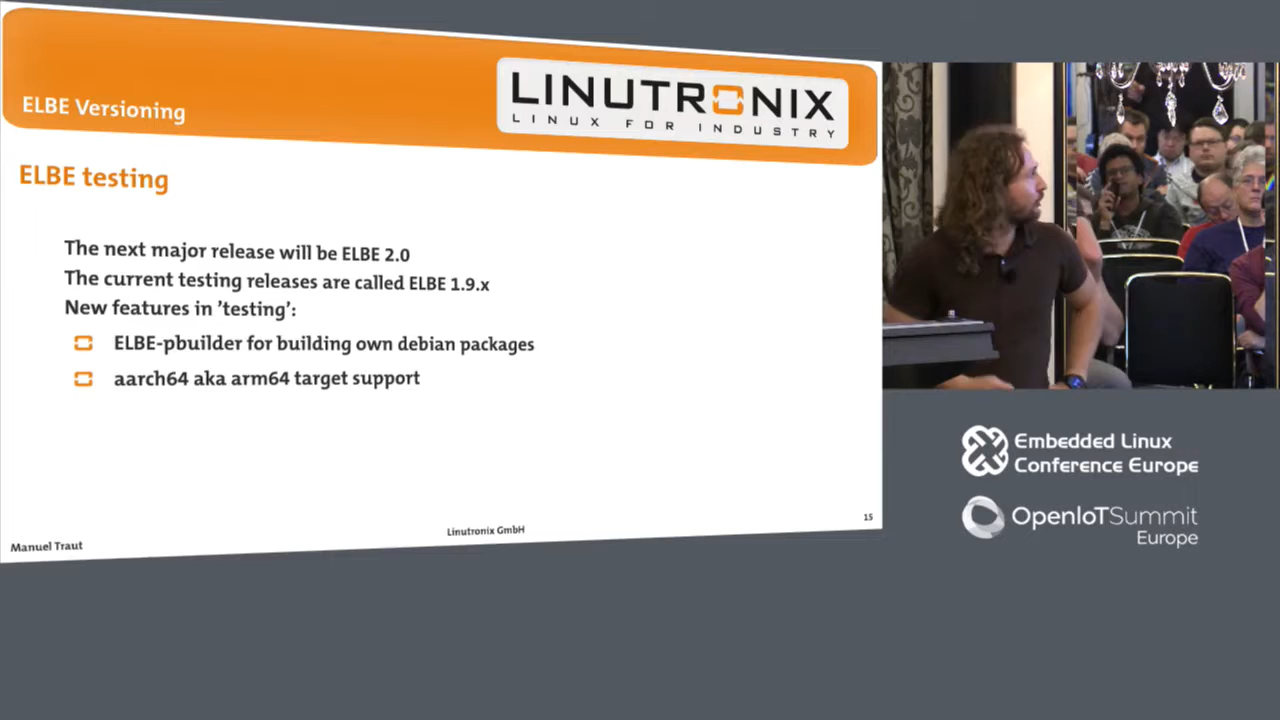 ELBE Versioning
LINUTRONIX
LINUX FOR INDUSTRY
ELBE testing
The next major release will be ELBE 2.0
The current testing releases are called ELBE 1.9.x
New features in ’testing’:
ELBE-pbuilder for building own debian packages
aarch64 aka arm64 target support
Manuel Traut
Linutronix GmbH
15
Embedded Linux
Conference Europe
OpenIoTSummit
Europe